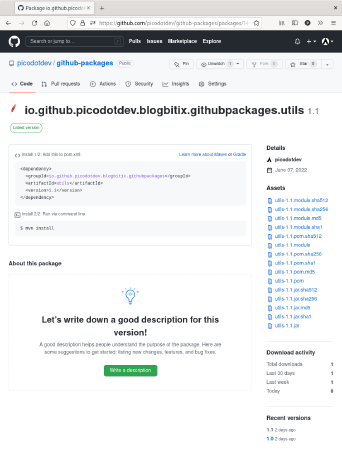 Package io.github.picodotd
https://github.com/picodotdev/github-packages/packages/
Search or jump to...
Pulls Issues Marketplace Explore
picodotdev / github-packages Public
Pin Unwatch 1 Fork 0 Star 0
Code Pull requests Actions Security Insights Settings
io.github.picodotdev.blogbitix.githubpackages.utils 1.1
Latest version
Install 1/2: Add this to pom.xml:
Learn more about Maven or Gradle
<dependency>
<groupId>io.github.picodotdev.blogbitix.githubpackages</groupId>
<artifactId>utils</artifactId>
<version>1.1</version>
</dependency>
Install 2/2: Run via command line
$ mvn install
About this package
Let's write down a good description for this
version!
A good description helps people understand the purpose of the package. Here are
some suggestions to get started: listing new changes, features, and bug fixes.
Write a description
Details
picodotdev
June 07, 2022
Assets
utils-1.1.module.sha512
utils-1.1.module.sha256
utils-1.1.module.md5
utils-1.1.module.sha1
utils-1.1.pom.sha512
utils-1.1.module
utils-1.1.pom.sha256
utils-1.1.pom.sha1
utils-1.1.pom.md5
utils-1.1.pom
utils-1.1.jar.sha512
utils-1.1.jar.sha256
utils-1.1.jar.md5
utils-1.1.jar.sha1
utils-1.1.jar
Download activity
Total downloads 1
Last 30 days 1
Last week 1
Today 0
Recent versions
1.1 2 days ago
1.0 2 days ago